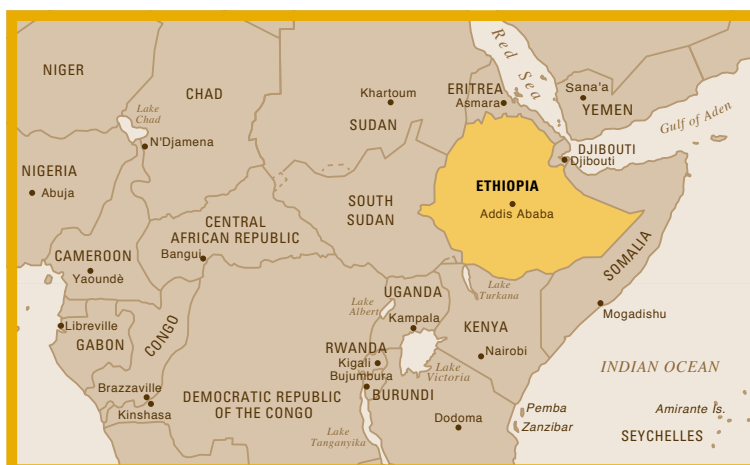 Red Sea
NIGER
CHAD
Khartoum
ERITREA
Asmara
Sana'a
YEMEN
Lake
Chad
SUDAN
Gulf of Aden
N'Djamena
DJIBOUTI
Djibouti
NIGERIA
Abuja
ETHIOPIA
Addis Ababa
SOUTH
SUDAN
CENTRAL
AFRICAN REPUBLIC
Bangui
CAMEROON
Yaoundè
SOMALIA
Lake
Turkana
UGANDA
Lake
Albert
Kampala
KENYA
Mogadishu
Libreville
GABON
CONGO
RWANDA
Kigali
Bujumbura
Nairobi
Lake
Victoria
INDIAN OCEAN
Brazzaville
Kinshasa
DEMOCRATIC REPUBLIC
OF THE CONGO
BURUNDI
Dodoma
Pemba
Zanzibar
Amirante Is.
SEYCHELLES
Lake
Tanganyika